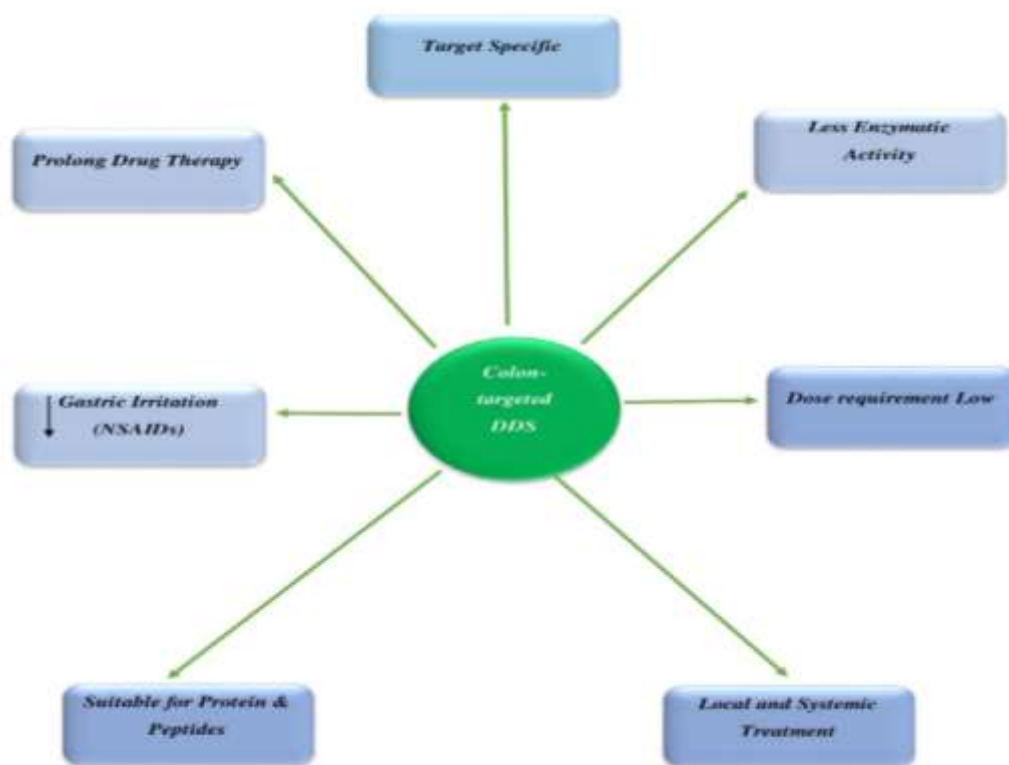 Target Specific
Less Enzymatic
Activity
Prolong Drug Therapy
Colon-
targeted
DDS
Gastric Irritation
(NSAIDs)
Dose requirement Low
Suitable for Protein &
Peptides
Local and Systemic
Treatment